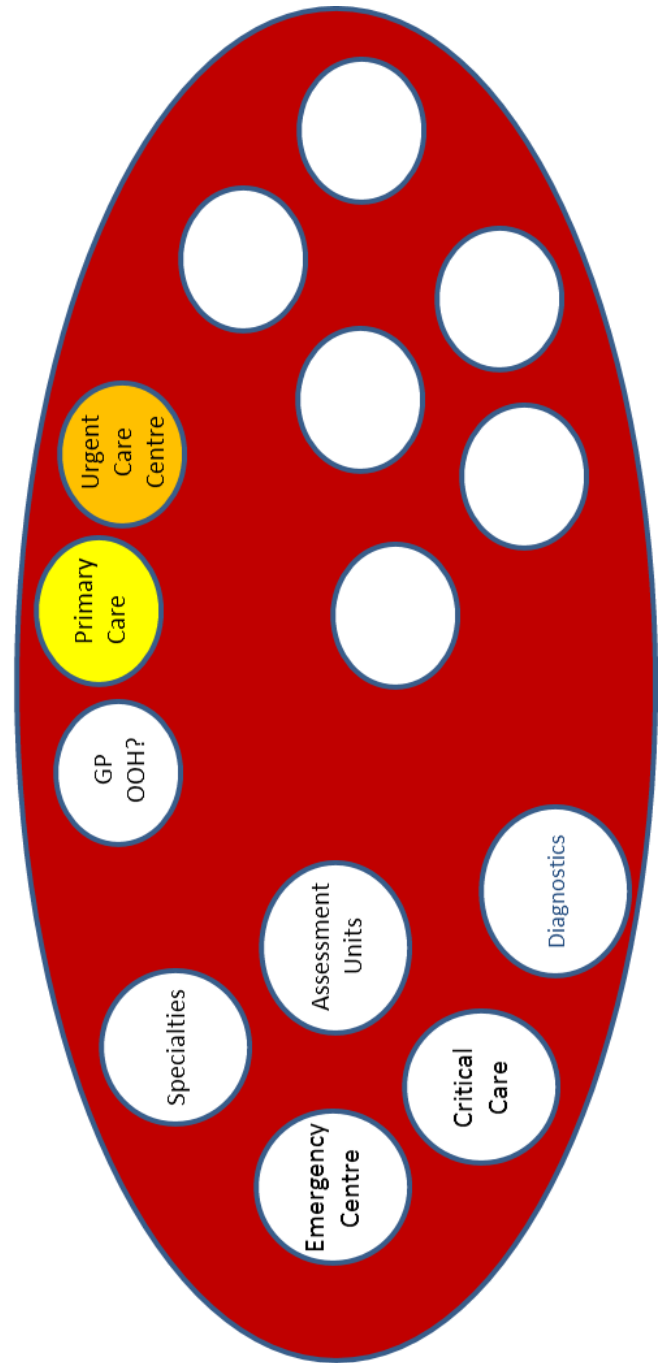 Emergency
Centre
Specialties
Critical
Care
Assessment
Units
Diagnostics
GP
OOH?
Primary
Care
Urgent
Care
Centre